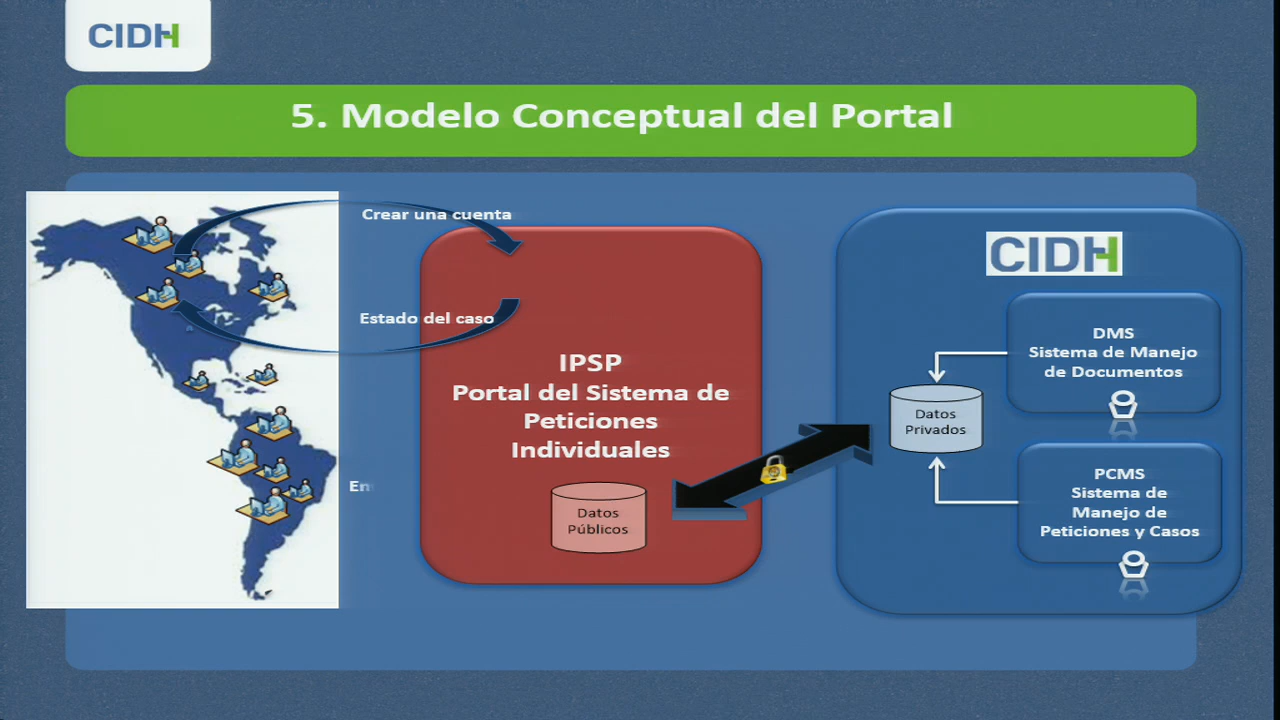 CIDH
5. Modelo Conceptual del Portal
Crear una cuenta
Estado del caso
IPSP
Portal del Sistema de
Peticiones
Individuales
Datos
Públicos
CIDH
DMS
Sistema de Manejo
de Documentos
Datos
Privados
PCMS
Sistema de
Manejo de
Peticiones y Casos